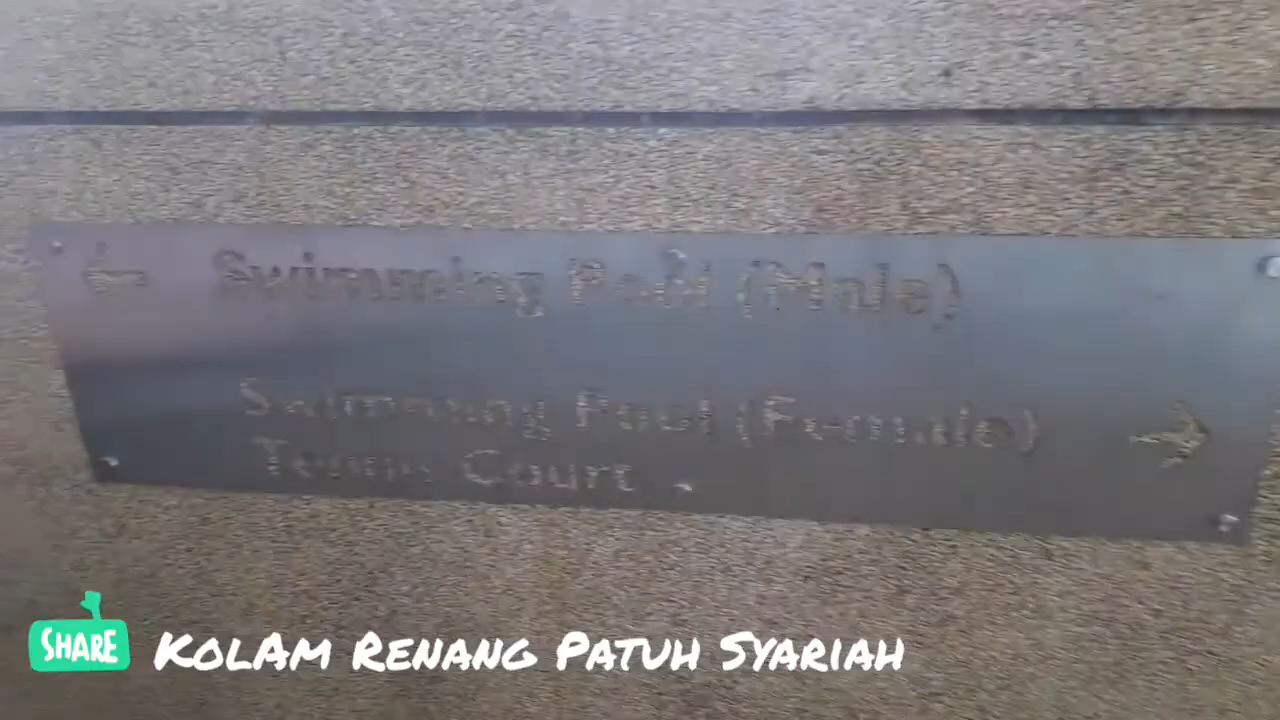 ← Swimming Pool (Male)
Swimming Pool (Female) →
Tennis Court
SHARE
KOLAM RENANG PATUH SYARIAH